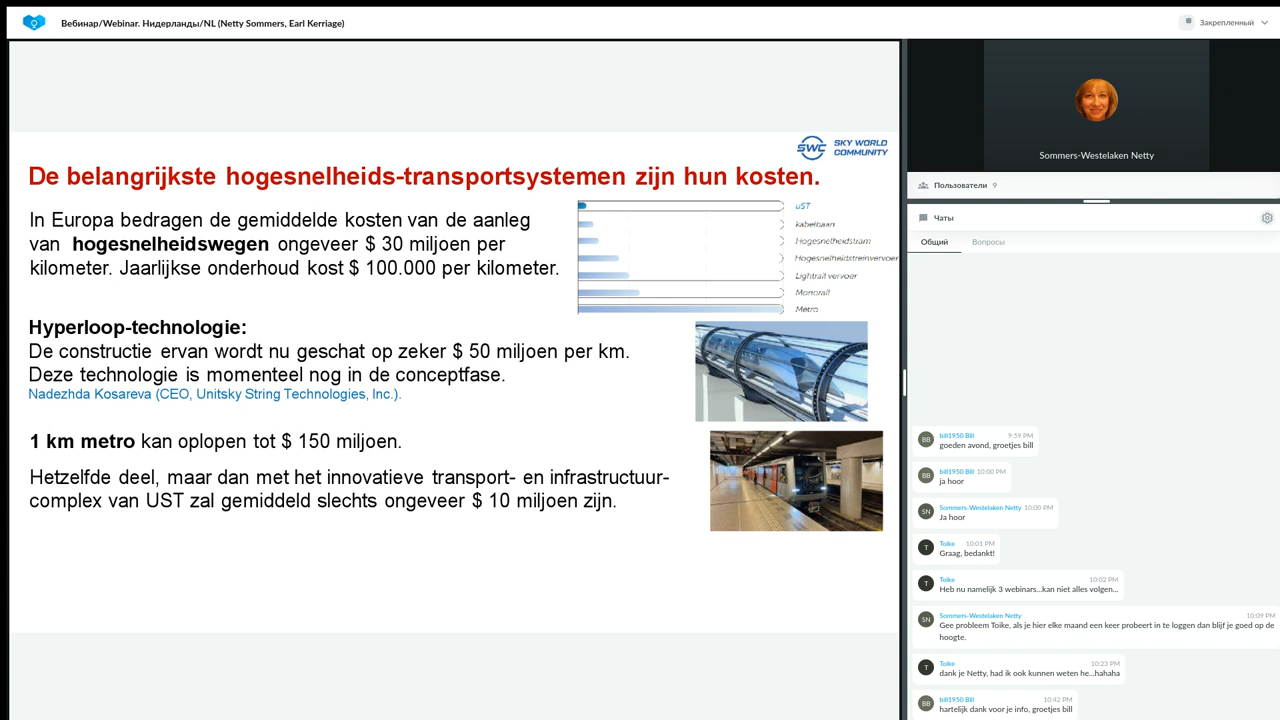 Вебинар/Webinar. Нидерланды/NL (Netty Sommers, Earl Kerriage)
Закрепленный
SWC SKY WORLD
COMMUNITY
De belangrijkste hogesnelheids-transportsystemen zijn hun kosten.
In Europa bedragen de gemiddelde kosten van de aanleg
van hogesnelheidswegen ongeveer $ 30 miljoen per
kilometer. Jaarlijkse onderhoud kost $ 100.000 per kilometer.
uST
kabelbaan
Hogesnelheidstram
Hogesnelheidstreinvervoer
Lightrail vervoer
Monorail
Metro
Hyperloop-technologie:
De constructie ervan wordt nu geschat op zeker $ 50 miljoen per km.
Deze technologie is momenteel nog in de conceptfase.
Nadezhda Kosareva (CEO, Unitsky String Technologies, Inc.).
1 km metro kan oplopen tot $ 150 miljoen.
Hetzelfde deel, maar dan met het innovatieve transport- en infrastructuur-
complex van UST zal gemiddeld slechts ongeveer $ 10 miljoen zijn.
Sommers-Westelaken Netty
Пользователи 9
Чаты
Общий Вопросы
BB bill1950 Bill 9:59 PM
goeden avond, groetjes bill
BB bill1950 Bill 10:00 PM
ja hoor
SN Sommers-Westelaken Netty 10:00 PM
Ja hoor
T Toike 10:01 PM
Graag, bedankt!
T Toike 10:02 PM
Heb nu namelijk 3 webinars...kan niet alles volgen...
SN Sommers-Westelaken Netty 10:09 PM
Gee probleem Toike, als je hier elke maand een keer probeert in te loggen dan blijf je goed op de
hoogte.
T Toike 10:23 PM
dank je Netty, had ik ook kunnen weten he...hahaha
BB bill1950 Bill 10:42 PM
hartelijk dank voor je info, groetjes bill